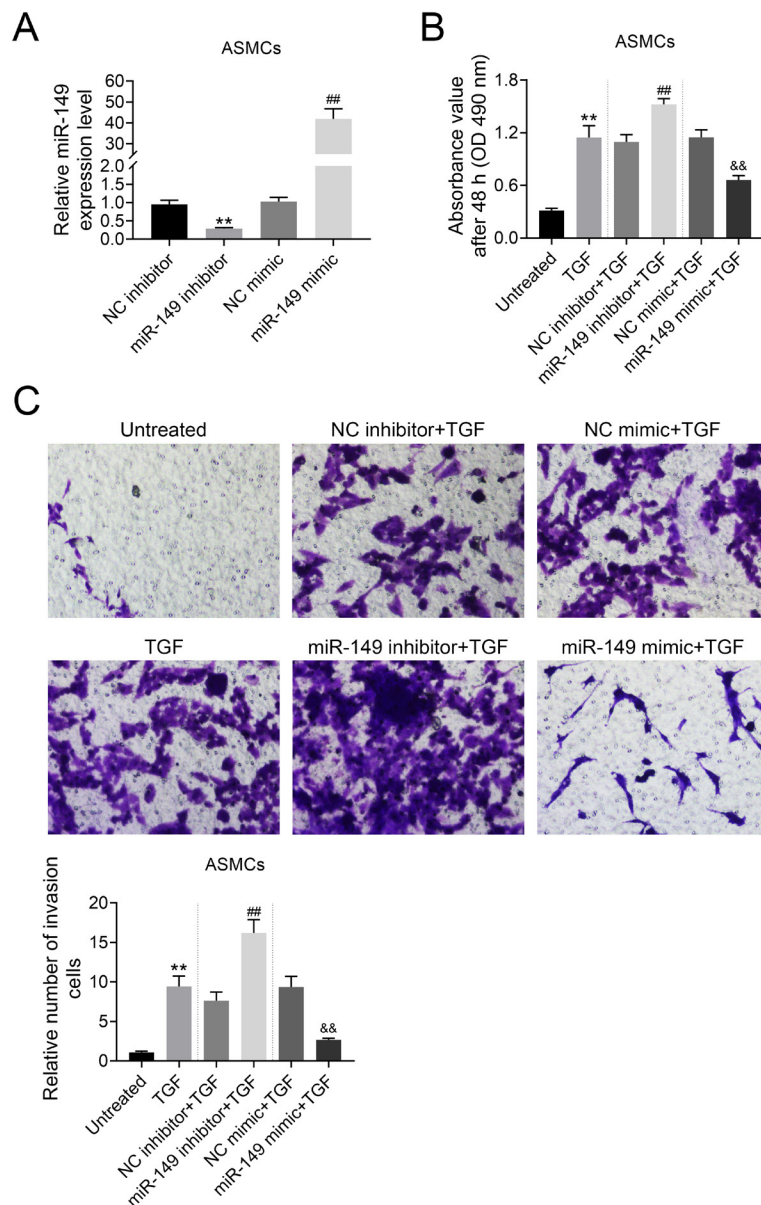 A
ASMCs
Relative miR-149
expression level
60
50
40
30
20
10
2.0
1.5
1.0
0.5
0.0
**
##
NC inhibitor
miR-149 inhibitor
NC mimic
miR-149 mimic
B
ASMCs
Absorbance value
after 48 h (OD 490 nm)
1.8
1.2
0.6
0.0
**
##
&&
Untreated
TGF
NC inhibitor+TGF
miR-149 inhibitor+TGF
NC mimic+TGF
miR-149 mimic+TGF
C
Untreated
NC inhibitor+TGF
NC mimic+TGF
TGF
miR-149 inhibitor+TGF
miR-149 mimic+TGF
ASMCs
Relative number of invasion
cells
20
15
10
5
0
**
##
&&
Untreated
TGF
NC inhibitor+TGF
miR-149 inhibitor+TGF
NC mimic+TGF
miR-149 mimic+TGF